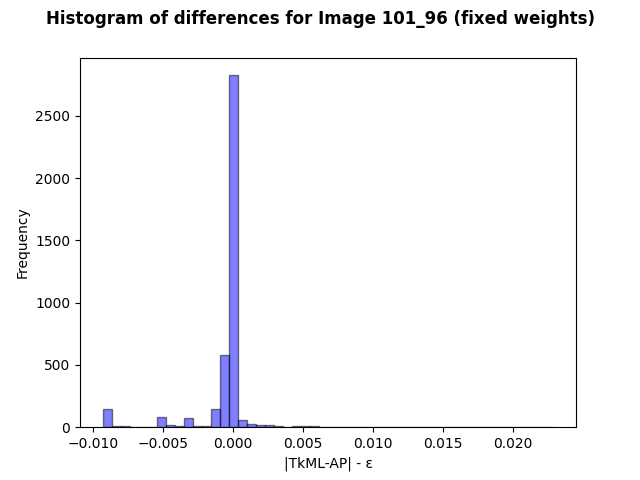 Histogram of differences for Image 101_96 (fixed weights)
2500
2000
1500
1000
500
0
Frequency
−0.010 −0.005 0.000 0.005 0.010 0.015 0.020
|TkML-AP| - ε